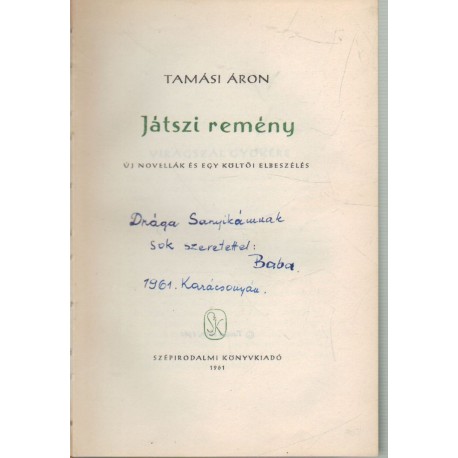 TAMÁSI ÁRON
Játszi remény
ÚJ NOVELLÁK ÉS EGY KÖLTŐI ELBESZÉLÉS
Drága Sanyikámnak
sok szeretettel:
Baba.
1961. Karácsonyán.
SZÉPIRODALMI KÖNYVKIADÓ
1961